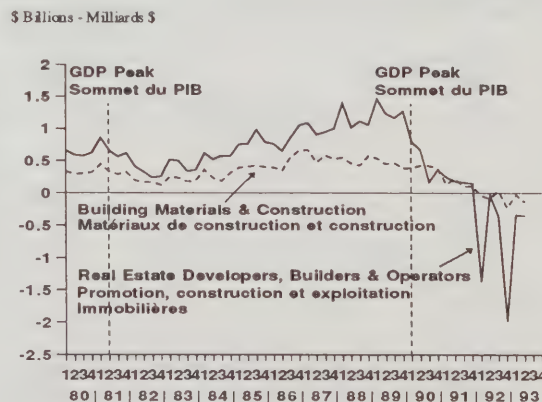 $ Billions - Milliards $
GDP Peak
Sommet du PIB
GDP Peak
Sommet du PIB
2
1.5
1
0.5
0
-0.5
-1
-1.5
-2
-2.5
Building Materials & Construction
Matériaux de construction et construction
Real Estate Developers, Builders & Operators
Promotion, construction et exploitation
Immobilières
1234123412341234123412341234123412341234123412341234 1234
80 | 81 | 82 | 83 | 84 | 85 | 86 | 87 | 88 | 89 | 90 | 91 | 92 | 93